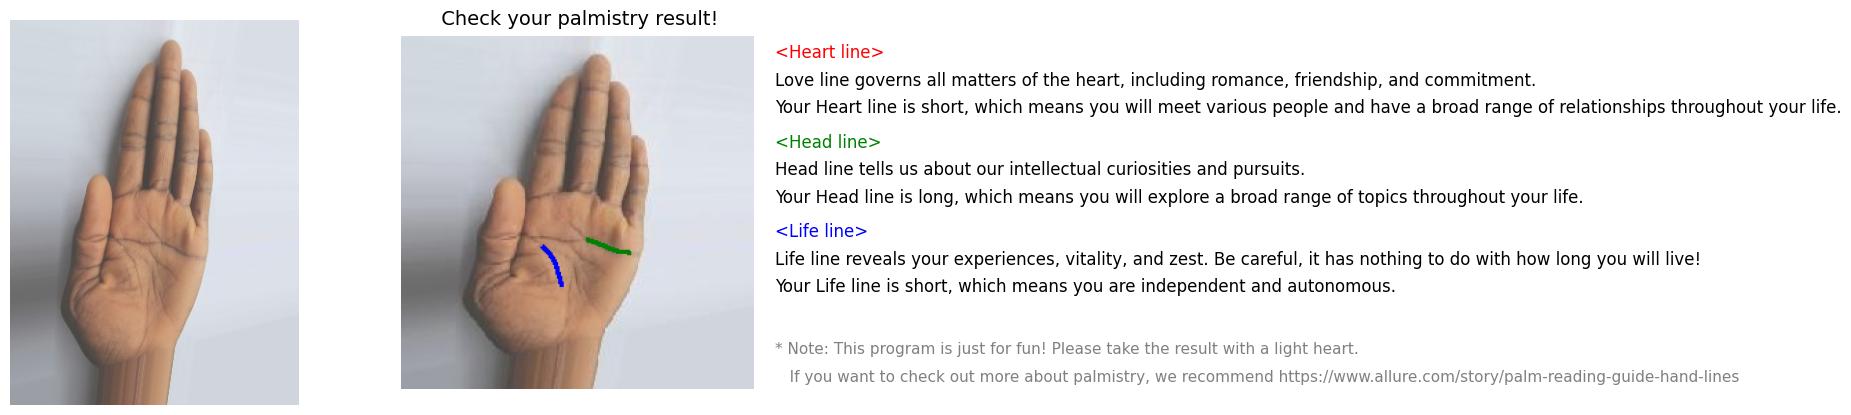 Check your palmistry result!
<Heart line>
Love line governs all matters of the heart, including romance, friendship, and commitment.
Your Heart line is short, which means you will meet various people and have a broad range of relationships throughout your life.
<Head line>
Head line tells us about our intellectual curiosities and pursuits.
Your Head line is long, which means you will explore a broad range of topics throughout your life.
<Life line>
Life line reveals your experiences, vitality, and zest. Be careful, it has nothing to do with how long you will live!
Your Life line is short, which means you are independent and autonomous.
* Note: This program is just for fun! Please take the result with a light heart.
If you want to check out more about palmistry, we recommend https://www.allure.com/story/palm-reading-guide-hand-lines